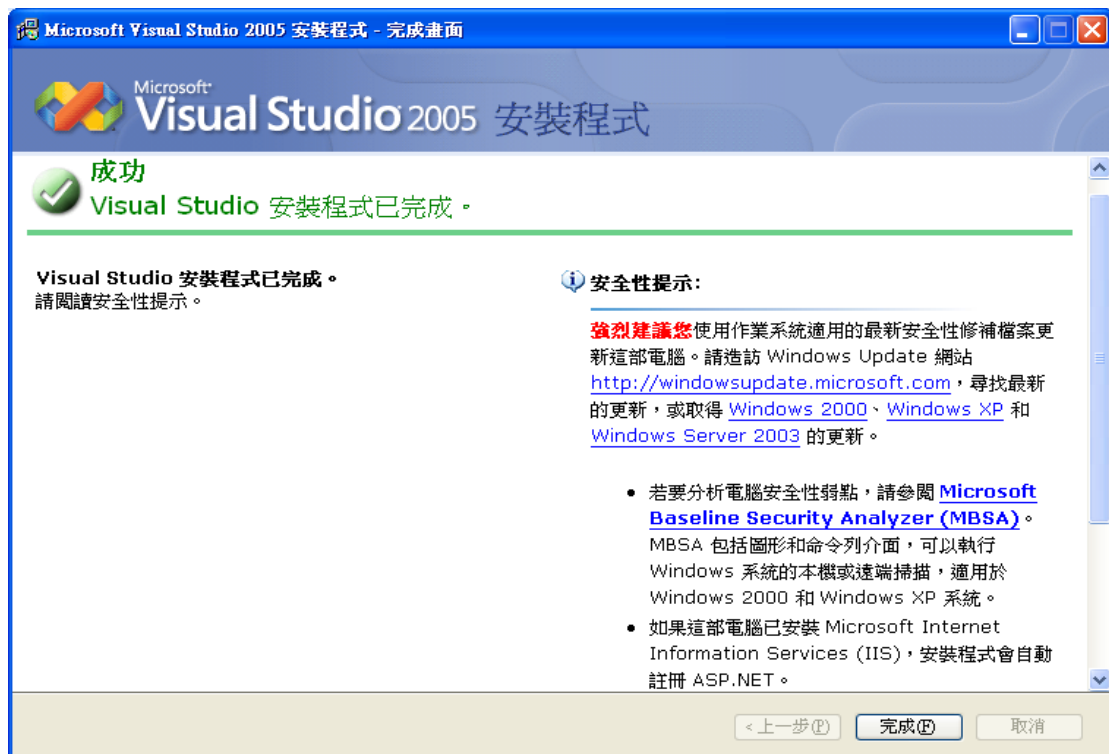 Microsoft Visual Studio 2005 安裝程式 - 完成畫面
Microsoft
Visual Studio 2005 安裝程式
成功
Visual Studio 安裝程式已完成。
Visual Studio 安裝程式已完成。
請閱讀安全性提示。
安全性提示:
強烈建議您使用作業系統適用的最新安全性修補檔案更
新這部電腦。請造訪 Windows Update 網站
http://windowsupdate.microsoft.com，尋找最新
的更新，或取得 Windows 2000、Windows XP 和
Windows Server 2003 的更新。
• 若要分析電腦安全性弱點，請參閱 Microsoft
Baseline Security Analyzer (MBSA)。
MBSA 包括圖形和命令列介面，可以執行
Windows 系統的本機或遠端掃描，適用於
Windows 2000 和 Windows XP 系統。
• 如果這部電腦已安裝 Microsoft Internet
Information Services (IIS)，安裝程式會自動
註冊 ASP.NET。
<上一步(P)
完成(F)
取消